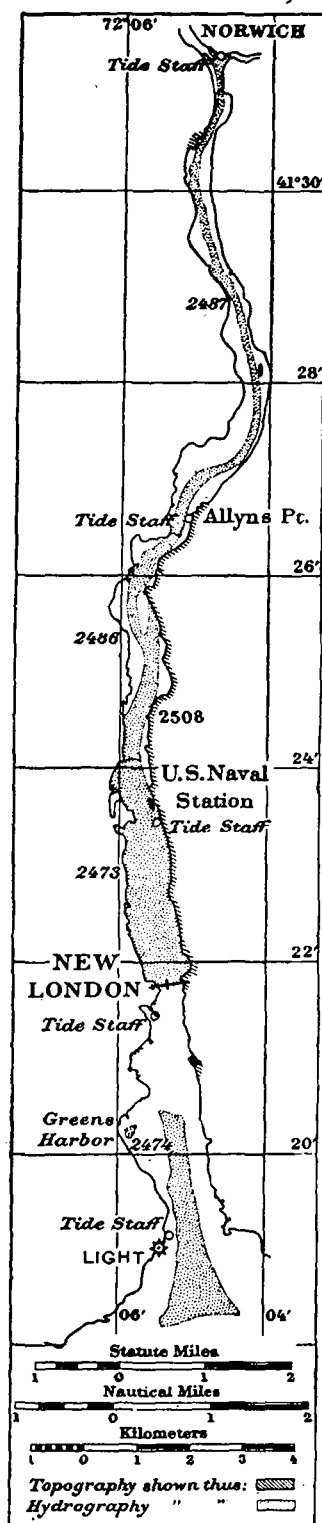 72°06'
NORWICH
Tide Staff
41°30'
2487
28'
Tide Staff
Allyns Pt.
26'
2486
2508
24'
U.S. Naval
Station
Tide Staff
2473
22'
NEW
LONDON
Tide Staff
Greens
Harbor
2474
20'
Tide Staff
LIGHT
06'
04'
Statute Miles
1 0 1 2
Nautical Miles
1 0 1 2
Kilometers
1 0 1 2 3 4
Topography shown thus:
Hydrography " "